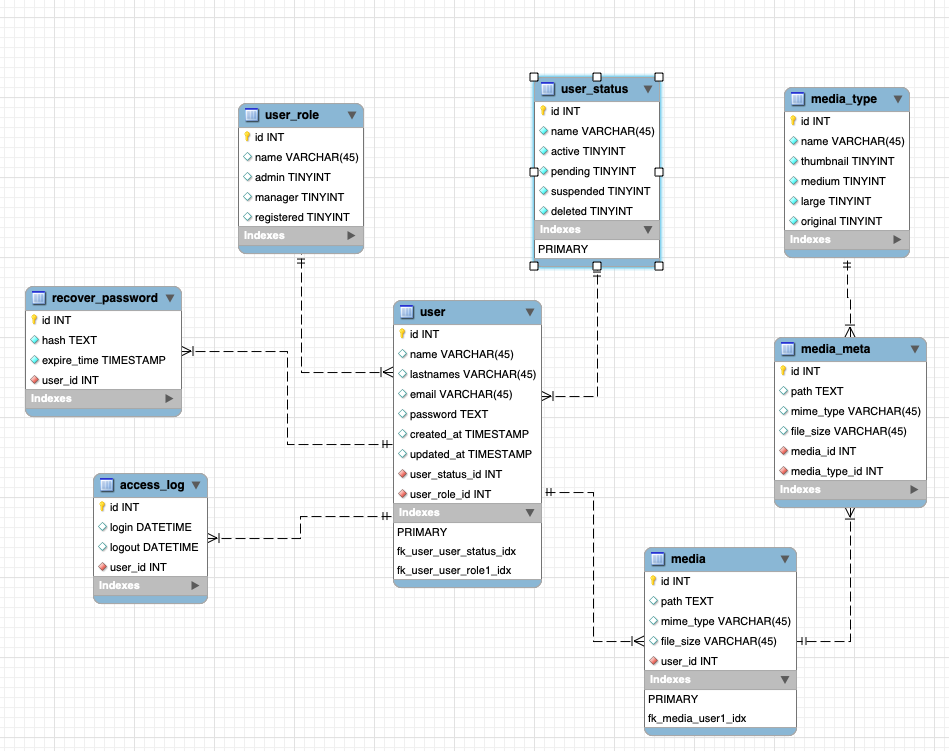 user_role
id INT
name VARCHAR(45)
admin TINYINT
manager TINYINT
registered TINYINT
Indexes
user_status
id INT
name VARCHAR(45)
active TINYINT
pending TINYINT
suspended TINYINT
deleted TINYINT
Indexes
PRIMARY
media_type
id INT
name VARCHAR(45)
thumbnail TINYINT
medium TINYINT
large TINYINT
original TINYINT
Indexes
recover_password
id INT
hash TEXT
expire_time TIMESTAMP
user_id INT
Indexes
user
id INT
name VARCHAR(45)
lastnames VARCHAR(45)
email VARCHAR(45)
password TEXT
created_at TIMESTAMP
updated_at TIMESTAMP
user_status_id INT
user_role_id INT
Indexes
PRIMARY
fk_user_user_status_idx
fk_user_user_role1_idx
media_meta
id INT
path TEXT
mime_type VARCHAR(45)
file_size VARCHAR(45)
media_id INT
media_type_id INT
Indexes
access_log
id INT
login DATETIME
logout DATETIME
user_id INT
Indexes
media
id INT
path TEXT
mime_type VARCHAR(45)
file_size VARCHAR(45)
user_id INT
Indexes
PRIMARY
fk_media_user1_idx